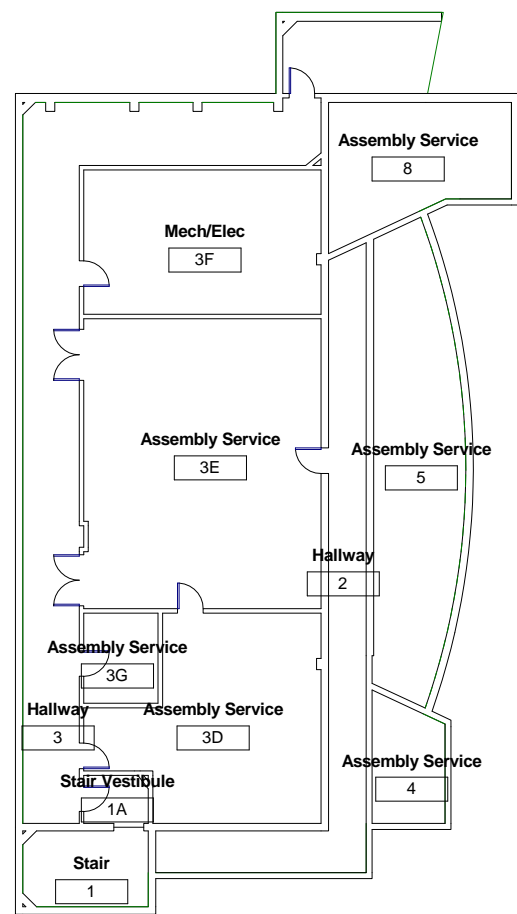 Assembly Service
8
Mech/Elec
3F
Assembly Service
3E
Assembly Service
5
Hallway
2
Assembly Service
3G
Hallway
3
Assembly Service
3D
Stair Vestibule
1A
Assembly Service
4
Stair
1